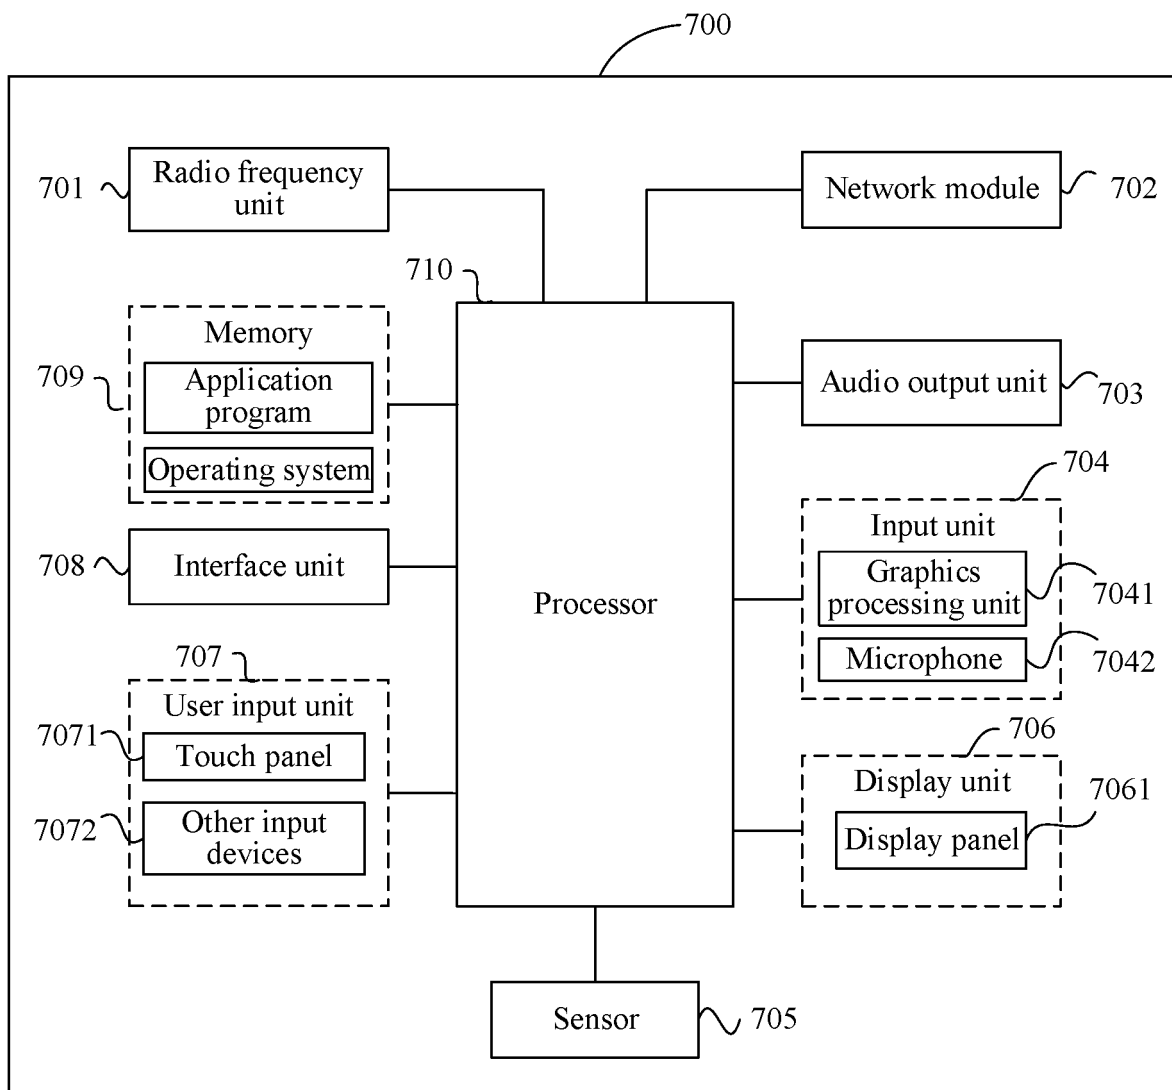 700
701
Radio frequency
unit
Network module
702
710
709
Memory
Application
program
Operating system
Audio output unit
703
704
708
Interface unit
Processor
Input unit
Graphics
processing unit
7041
Microphone
7042
707
User input unit
7071
Touch panel
7072
Other input
devices
706
Display unit
7061
Display panel
Sensor
705